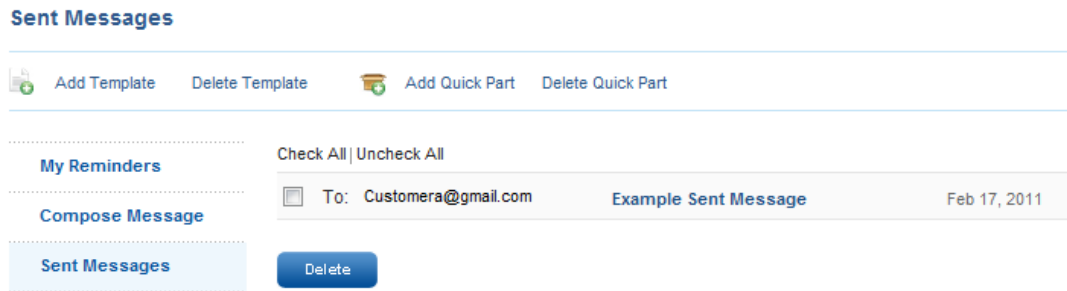 Sent Messages
Add Template Delete Template Add Quick Part Delete Quick Part
My Reminders
Compose Message
Sent Messages
Check All | Uncheck All
To: Customera@gmail.com Example Sent Message Feb 17, 2011
Delete